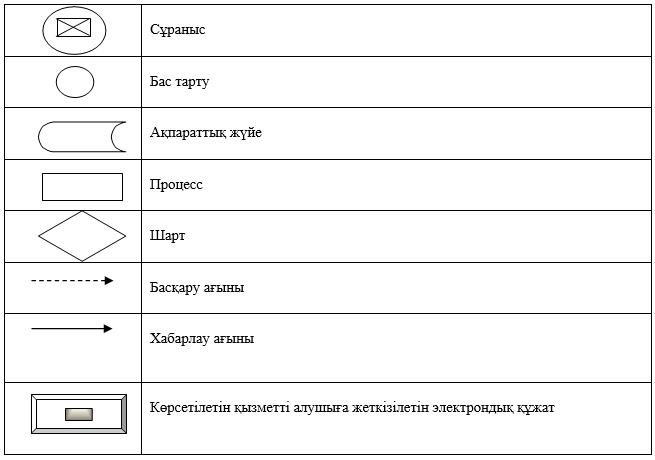 Сұраныс
Бас тарту
Ақпараттық жүйе
Процесс
Шарт
Басқару ағыны
Хабарлау ағыны
Көрсетілетін қызметті алушыға жеткізілетін электрондық құжат